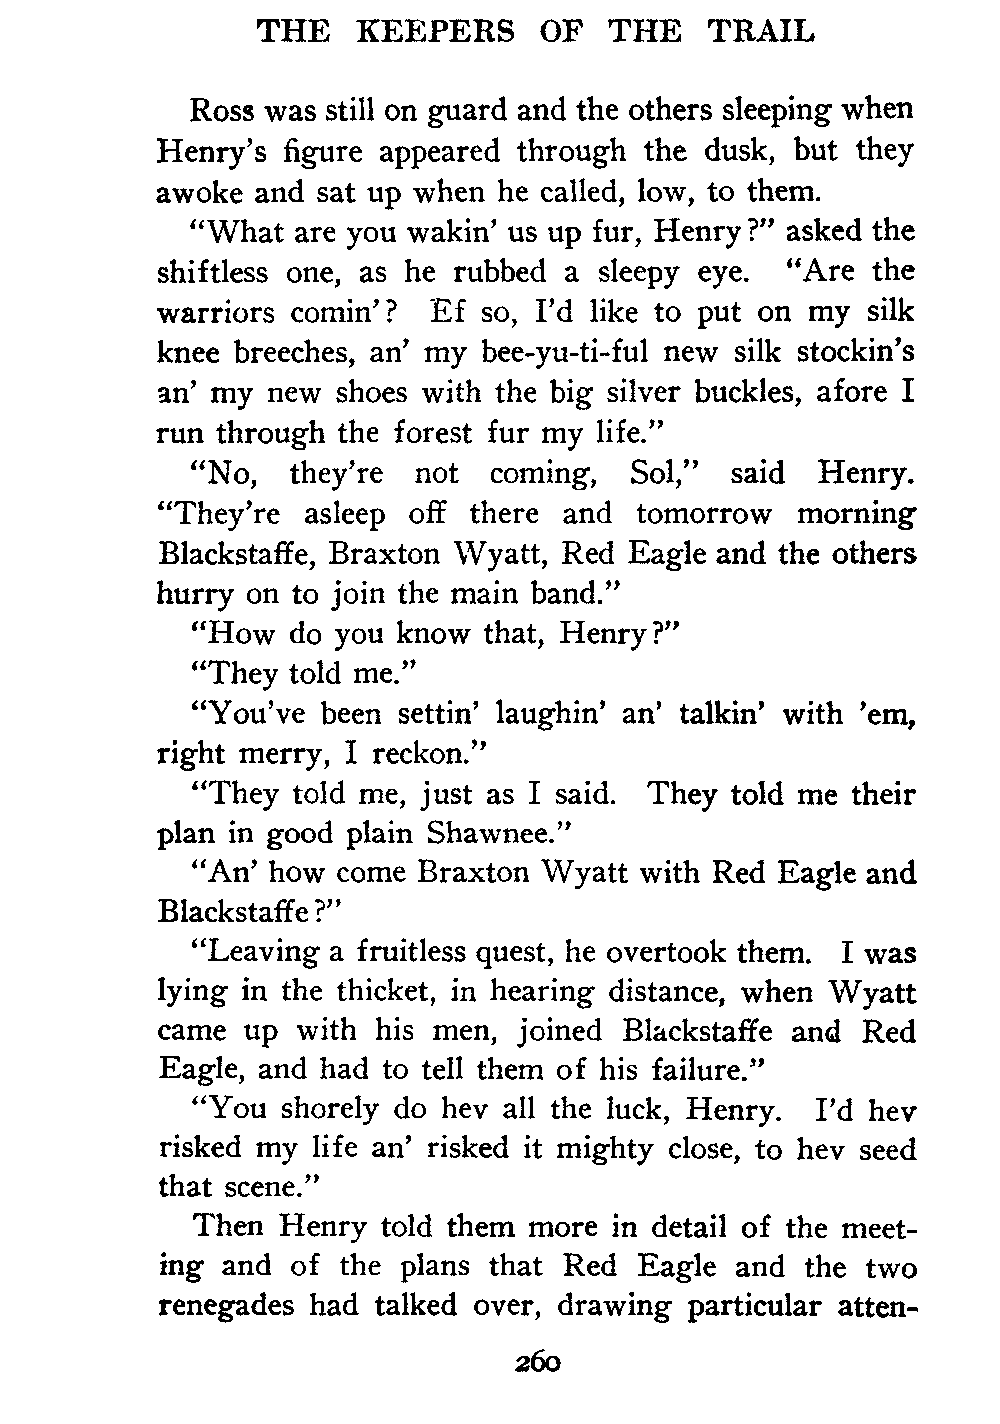 THE KEEPERS OF THE TRAIL
Ross was still on guard and the others sleeping when
Henry's figure appeared through the dusk, but they
awoke and sat up when he called, low, to them.
"What are you wakin' us up fur, Henry?" asked the
shiftless one, as he rubbed a sleepy eye. "Are the
warriors comin'? Ef so, I'd like to put on my silk
knee breeches, an' my bee-yu-ti-ful new silk stockin's
an' my new shoes with the big silver buckles, afore I
run through the forest fur my life."
"No, they're not coming, Sol," said Henry.
"They're asleep off there and tomorrow morning
Blackstaffe, Braxton Wyatt, Red Eagle and the others
hurry on to join the main band."
"How do you know that, Henry?"
"They told me."
"You've been settin' laughin' an' talkin' with 'em,
right merry, I reckon."
"They told me, just as I said. They told me their
plan in good plain Shawnee."
"An' how come Braxton Wyatt with Red Eagle and
Blackstaffe?"
"Leaving a fruitless quest, he overtook them. I was
lying in the thicket, in hearing distance, when Wyatt
came up with his men, joined Blackstaffe and Red
Eagle, and had to tell them of his failure."
"You shorely do hev all the luck, Henry. I'd hev
risked my life an' risked it mighty close, to hev seed
that scene."
Then Henry told them more in detail of the meet-
ing and of the plans that Red Eagle and the two
renegades had talked over, drawing particular atten-
260